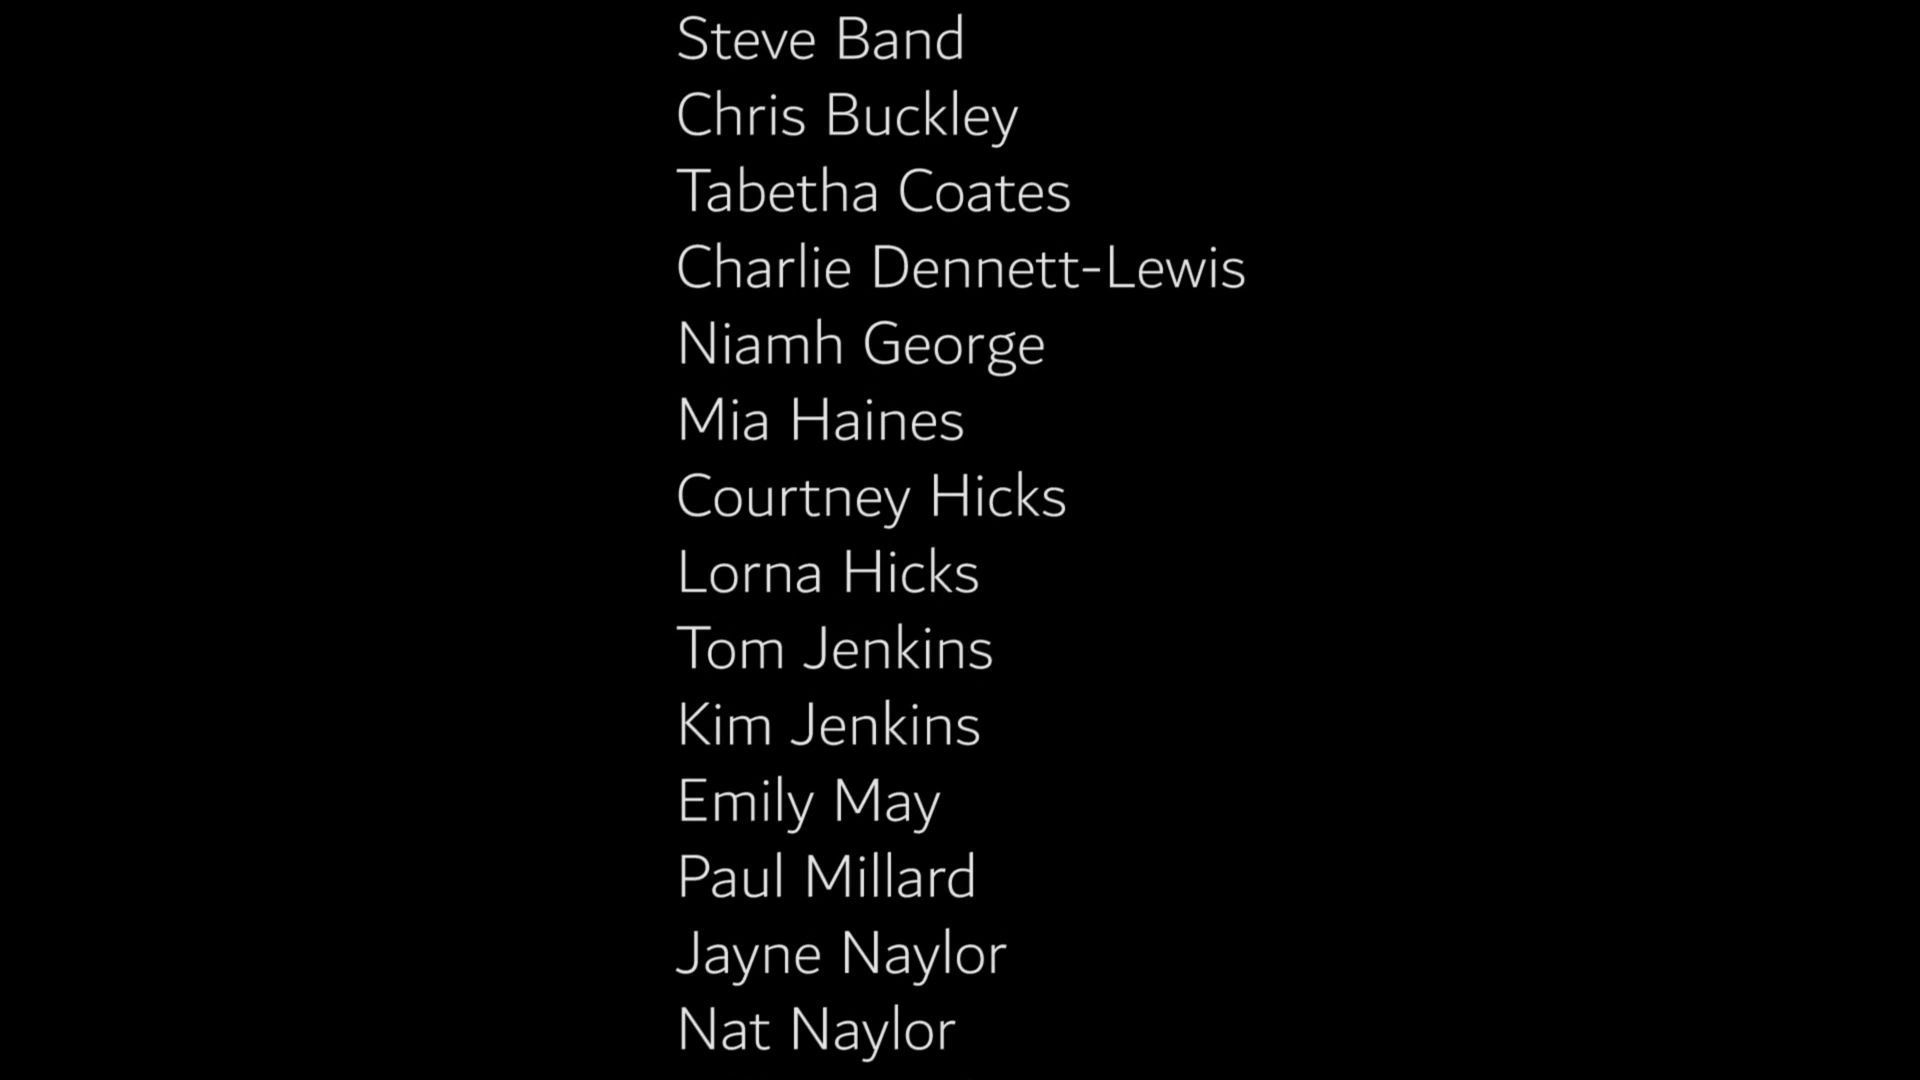 Steve Band
Chris Buckley
Tabetha Coates
Charlie Dennett-Lewis
Niamh George
Mia Haines
Courtney Hicks
Lorna Hicks
Tom Jenkins
Kim Jenkins
Emily May
Paul Millard
Jayne Naylor
Nat Naylor